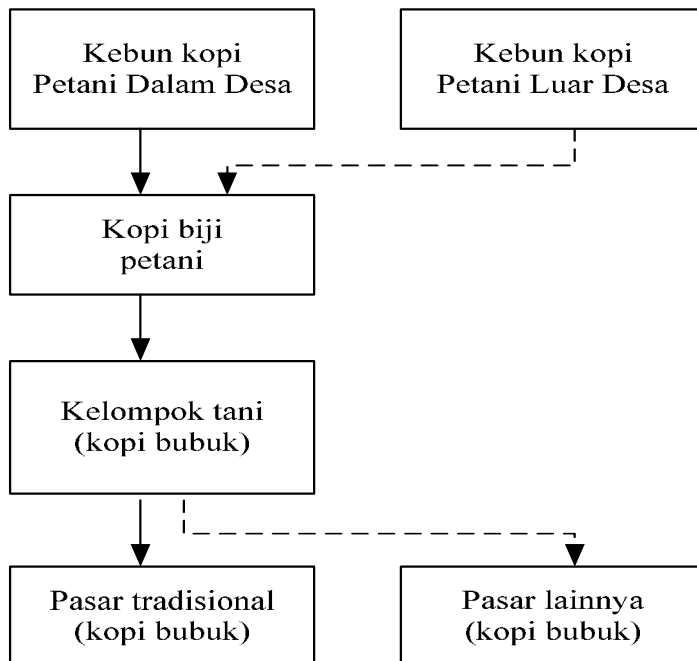 Kebun kopi
Petani Dalam Desa
Kebun kopi
Petani Luar Desa
Kopi biji
petani
Kelompok tani
(kopi bubuk)
Pasar tradisional
(kopi bubuk)
Pasar lainnya
(kopi bubuk)